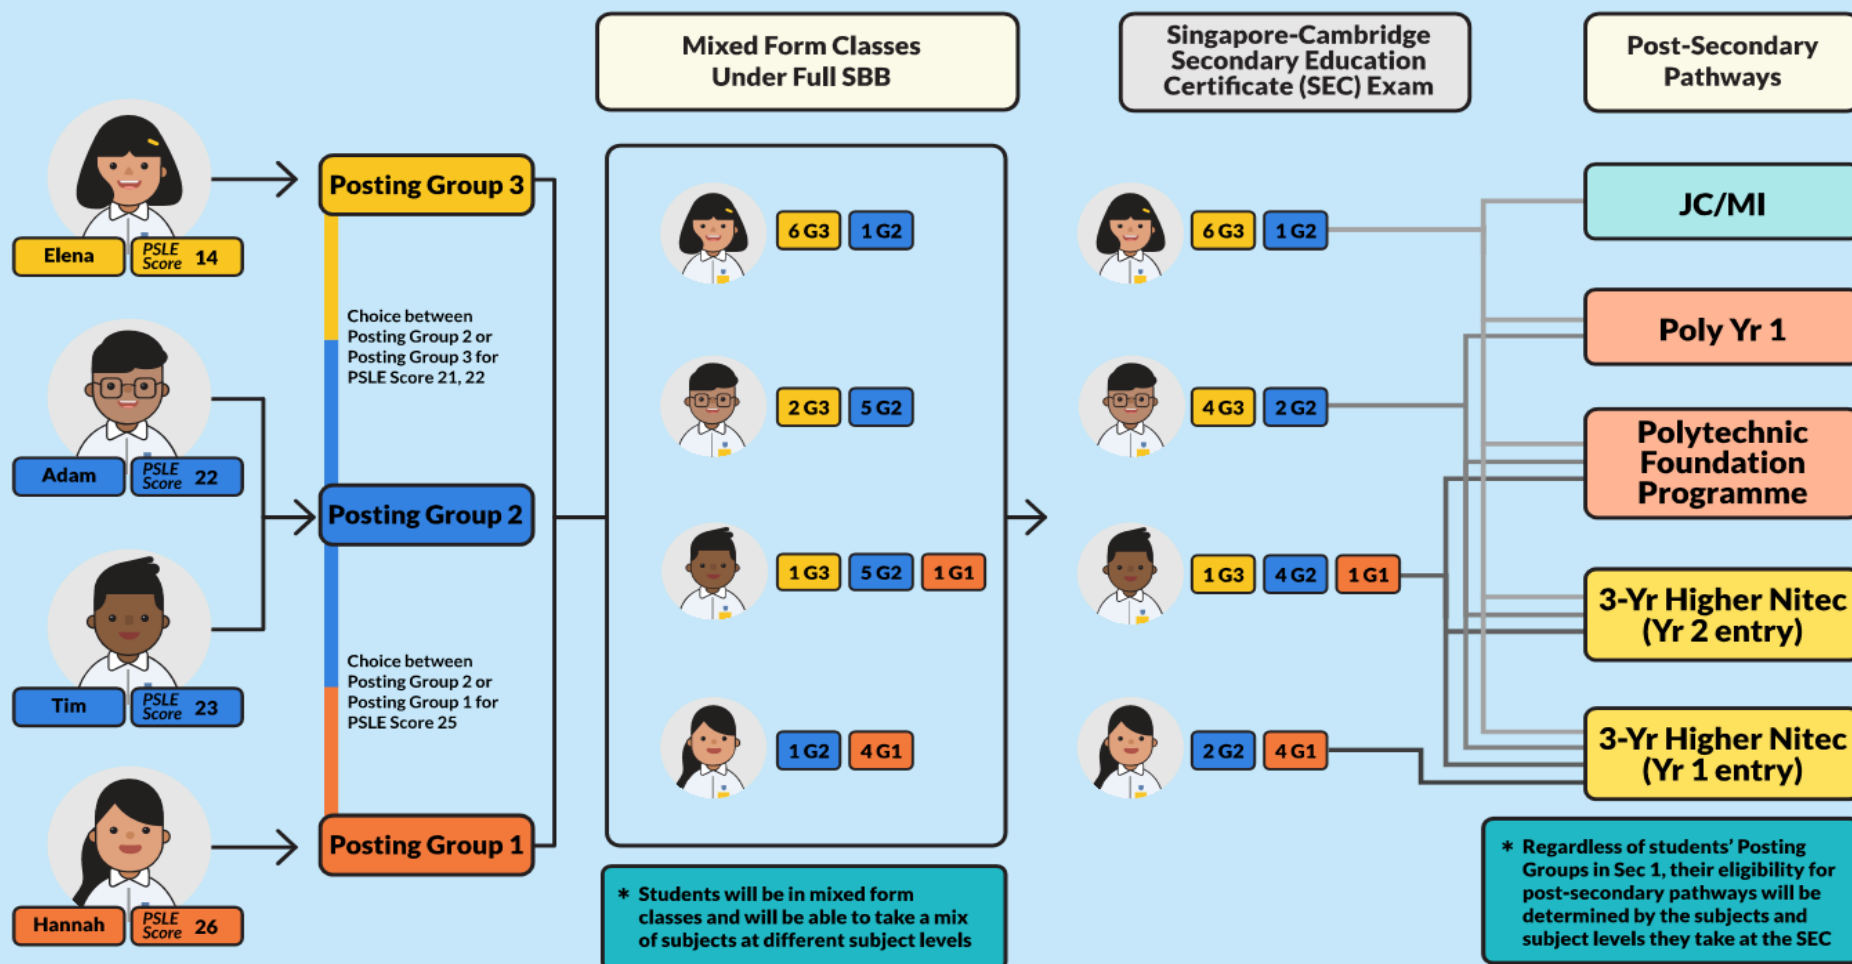 Mixed Form Classes
Under Full SBB
Singapore-Cambridge
Secondary Education
Certificate (SEC) Exam
Post-Secondary
Pathways
Elena
PSLE
Score 14
Adam
PSLE
Score 22
Tim
PSLE
Score 23
Hannah
PSLE
Score 26
Posting Group 3
Choice between
Posting Group 2 or
Posting Group 3 for
PSLE Score 21, 22
Posting Group 2
Choice between
Posting Group 2 or
Posting Group 1 for
PSLE Score 25
Posting Group 1
6 G3 1 G2
2 G3 5 G2
1 G3 5 G2 1 G1
1 G2 4 G1
* Students will be in mixed form
classes and will be able to take a mix
of subjects at different subject levels
6 G3 1 G2
4 G3 2 G2
1 G3 4 G2 1 G1
2 G2 4 G1
JC/MI
Poly Yr 1
Polytechnic
Foundation
Programme
3-Yr Higher Nitec
(Yr 2 entry)
3-Yr Higher Nitec
(Yr 1 entry)
* Regardless of students' Posting
Groups in Sec 1, their eligibility for
post-secondary pathways will be
determined by the subjects and
subject levels they take at the SEC